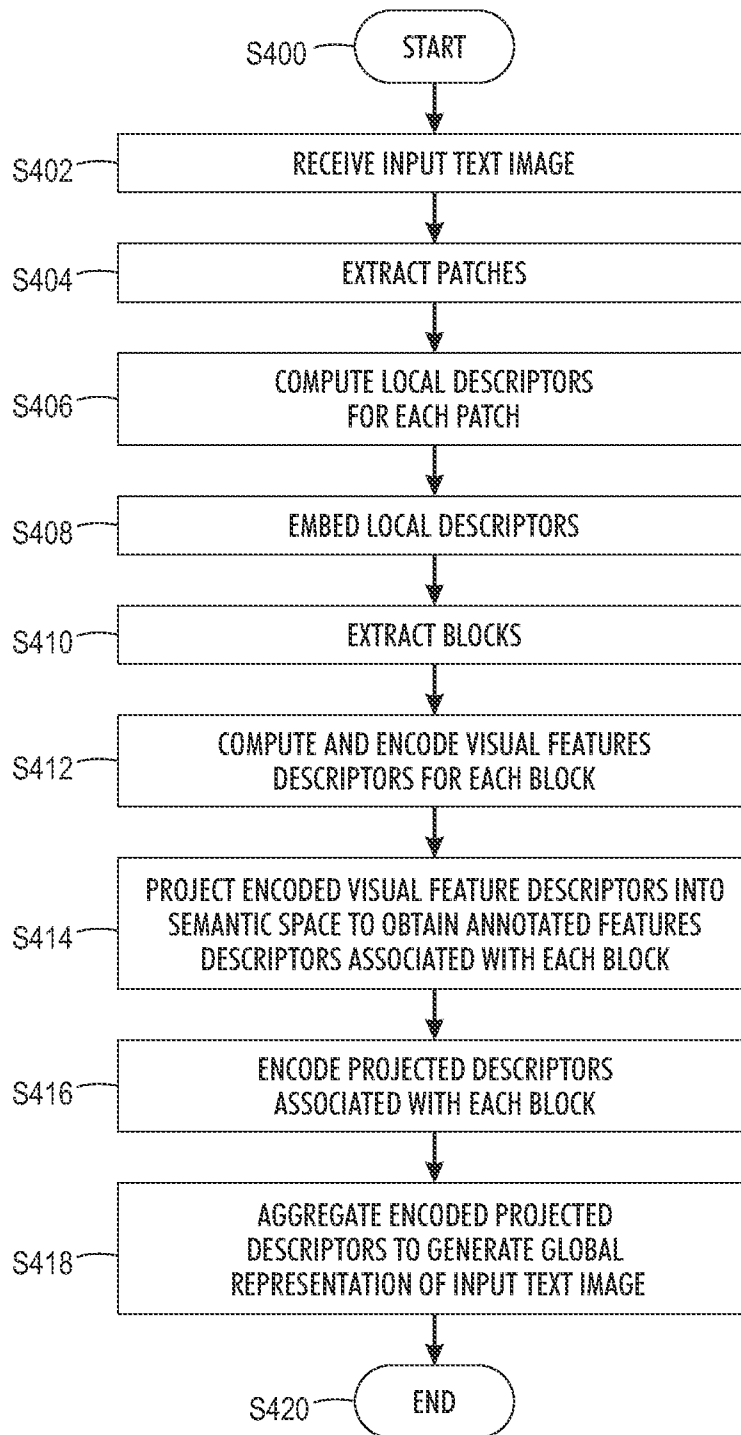 S400
START
S402
RECEIVE INPUT TEXT IMAGE
S404
EXTRACT PATCHES
S406
COMPUTE LOCAL DESCRIPTORS
FOR EACH PATCH
S408
EMBED LOCAL DESCRIPTORS
S410
EXTRACT BLOCKS
S412
COMPUTE AND ENCODE VISUAL FEATURES
DESCRIPTORS FOR EACH BLOCK
S414
PROJECT ENCODED VISUAL FEATURE DESCRIPTORS INTO
SEMANTIC SPACE TO OBTAIN ANNOTATED FEATURES
DESCRIPTORS ASSOCIATED WITH EACH BLOCK
S416
ENCODE PROJECTED DESCRIPTORS
ASSOCIATED WITH EACH BLOCK
S418
AGGREGATE ENCODED PROJECTED
DESCRIPTORS TO GENERATE GLOBAL
REPRESENTATION OF INPUT TEXT IMAGE
S420
END